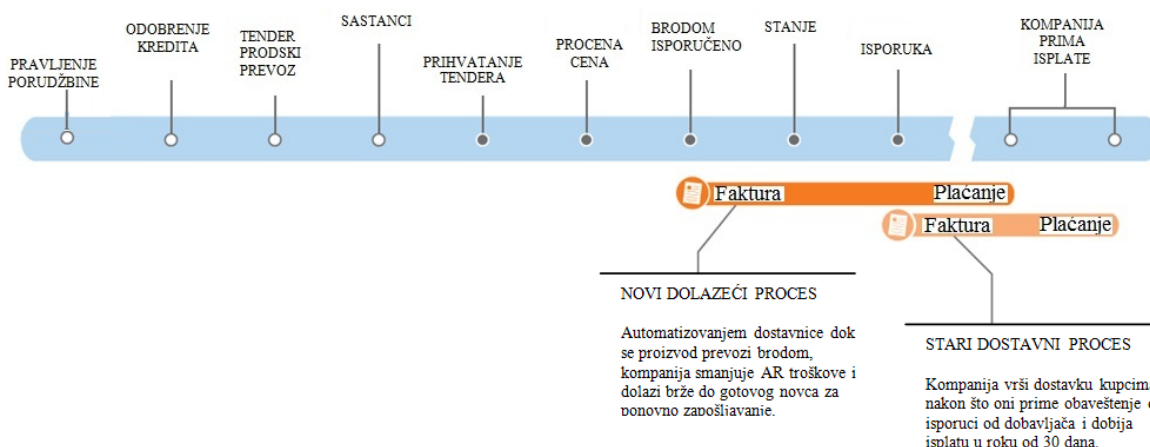 PRAVLJENJE
PORUDŽBINE
ODOBRENJE
KREDITA
TENDER
PRODSKI
PREVOZ
SASTANCI
PRIHVATANJE
TENDERA
PROCENA
CENA
BRODOM
ISPORUČENO
STANJE
ISPORUKA
KOMPANIJA
PRIMA
ISPLATE
Faktura Plaćanje
Faktura Plaćanje
NOVI DOLAZEĆI PROCES
Automatizovanjem dostavnice dok
se proizvod prevozi brodom,
kompanija smanjuje AR troškove i
dolazi brže do gotovog novca za
ponovno zapošljavanje.
STARI DOSTAVNI PROCES
Kompanija vrši dostavku kupcima
nakon što oni prime obaveštenje
isporuci od dobavljača i dobija
isplatu u roku od 30 dana.